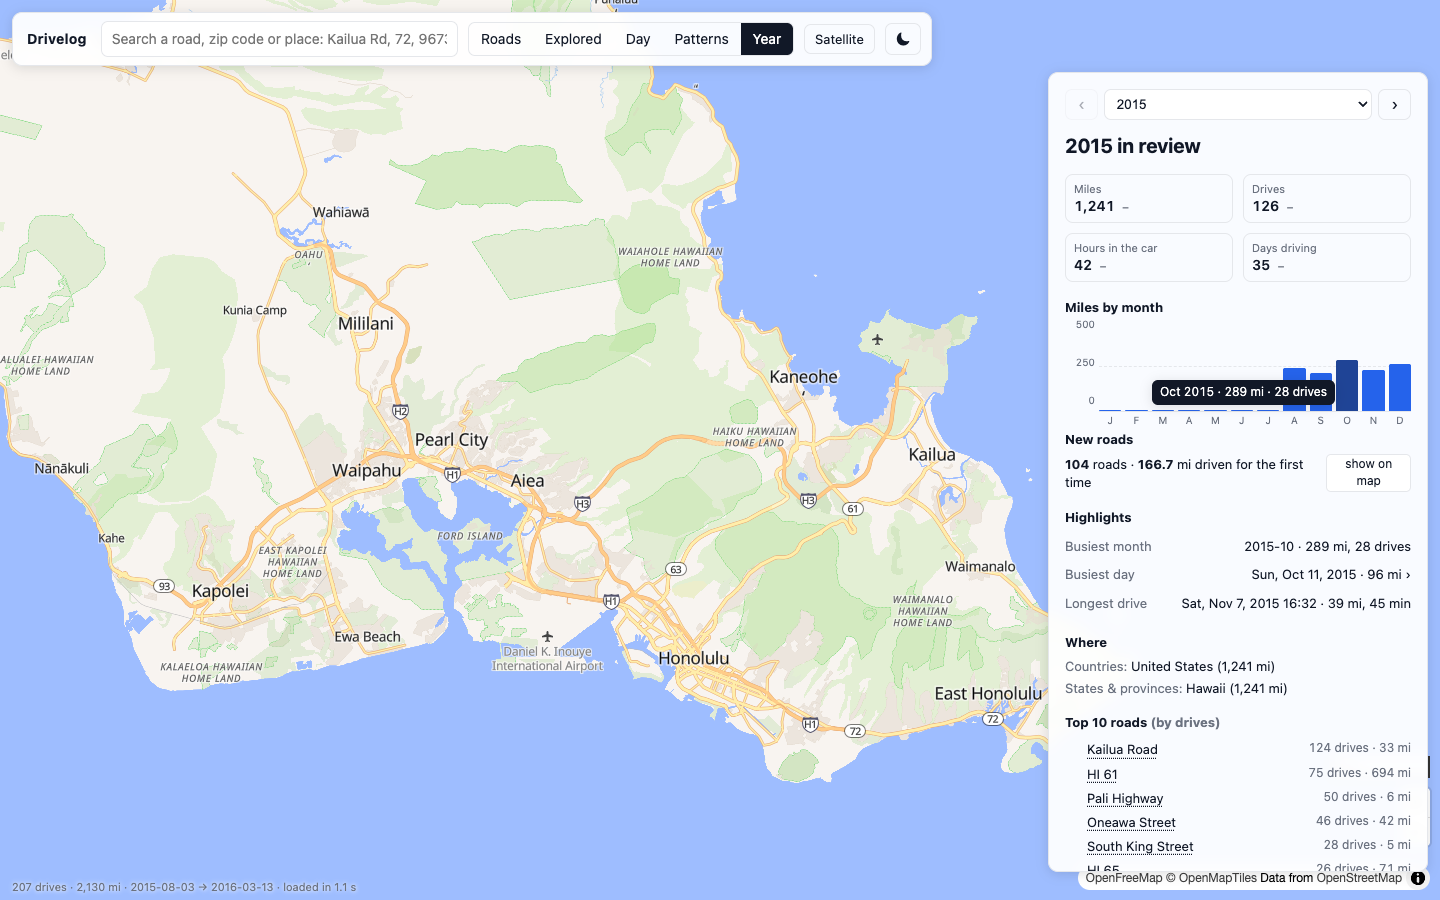 Drivelog
Search a road, zip code or place: Kailua Rd, 72, 9673
Roads
Explored
Day
Patterns
Year
Satellite
‹
2015
›
2015 in review
Miles
1,241 –
Drives
126 –
Hours in the car
42 –
Days driving
35 –
Miles by month
500
250
0
Oct 2015 · 289 mi · 28 drives
J F M A M J J A S O N D
New roads
104 roads · 166.7 mi driven for the first
time
show on
map
Highlights
Busiest month 2015-10 · 289 mi, 28 drives
Busiest day Sun, Oct 11, 2015 · 96 mi ›
Longest drive Sat, Nov 7, 2015 16:32 · 39 mi, 45 min
Where
Countries: United States (1,241 mi)
States & provinces: Hawaii (1,241 mi)
Top 10 roads (by drives)
Kailua Road 124 drives · 33 mi
HI 61 75 drives · 694 mi
Pali Highway 50 drives · 6 mi
Oneawa Street 46 drives · 42 mi
South King Street 28 drives · 5 mi
HI 65 26 drives · 71 mi
Wahiawā
OAHU
WAIAHOLE HAWAIIAN
HOME LAND
Kunia Camp
Mililani
ALUALEI HAWAIIAN
HOME LAND
Kaneohe
H2
Pearl City
HAIKU HAWAIIAN
HOME LAND
Kailua
Nānākuli
Waipahu
H1
Aiea
H3
H3
61
Kahe
FORD ISLAND
EAST KAPOLEI
HAWAIIAN
HOME LAND
63
Waimanalo
93
Kapolei
H1
WAIMANALO
HAWAIIAN
HOME LAND
Ewa Beach
Daniel K. Inouye
International Airport
Honolulu
KALAELOA HAWAIIAN
HOME LAND
East Honolulu
H1
72
72
207 drives · 2,130 mi · 2015-08-03 → 2016-03-13 · loaded in 1.1 s
OpenFreeMap © OpenMapTiles Data from OpenStreetMap